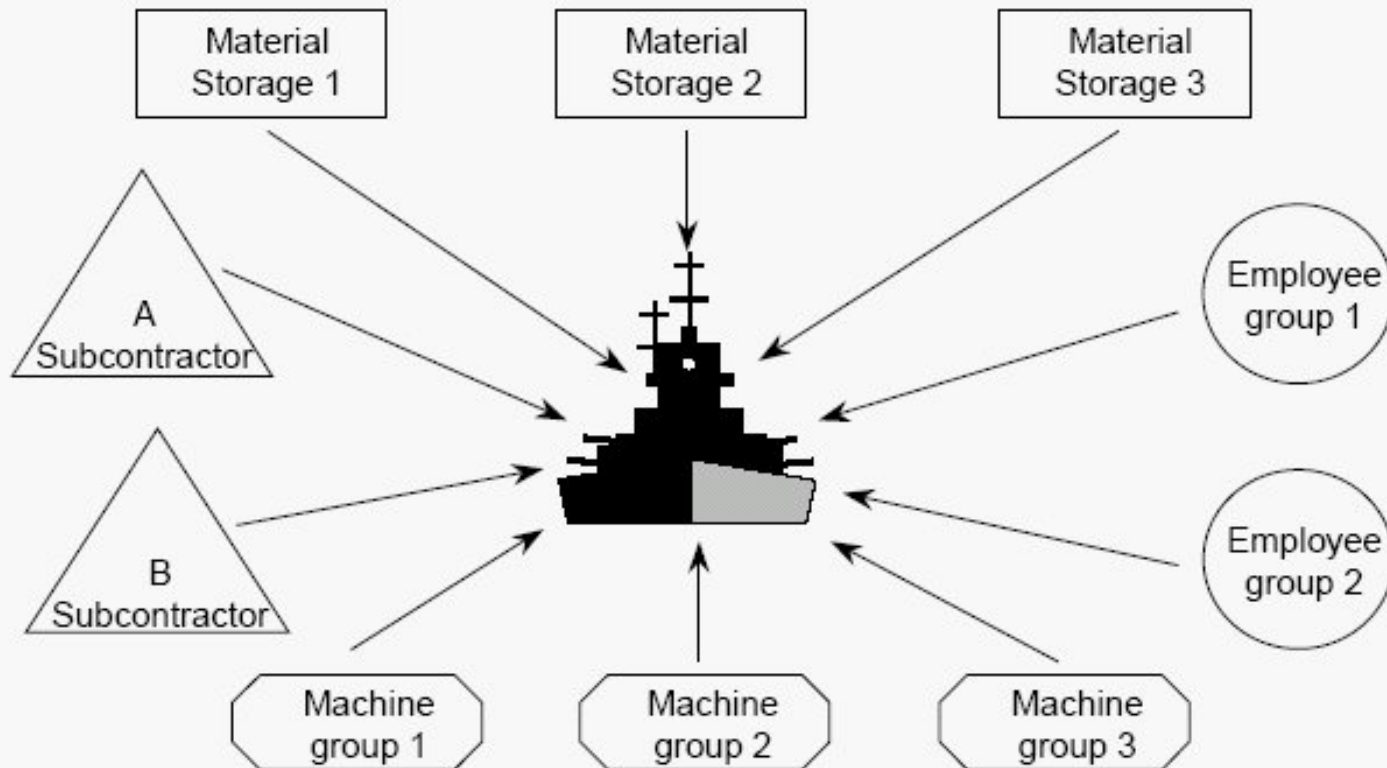 Material
Storage 1
Material
Storage 2
Material
Storage 3
A
Subcontractor
Employee
group 1
B
Subcontractor
Employee
group 2
Machine
group 1
Machine
group 2
Machine
group 3